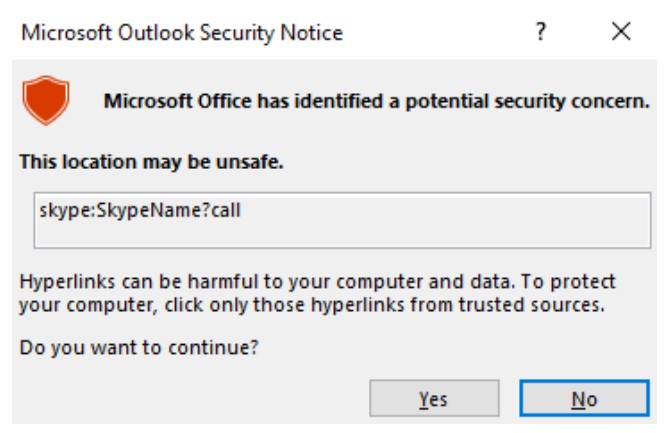 Microsoft Outlook Security Notice ? ×
Microsoft Office has identified a potential security concern.
This location may be unsafe.
skype:SkypeName?call
Hyperlinks can be harmful to your computer and data. To protect
your computer, click only those hyperlinks from trusted sources.
Do you want to continue?
Yes No